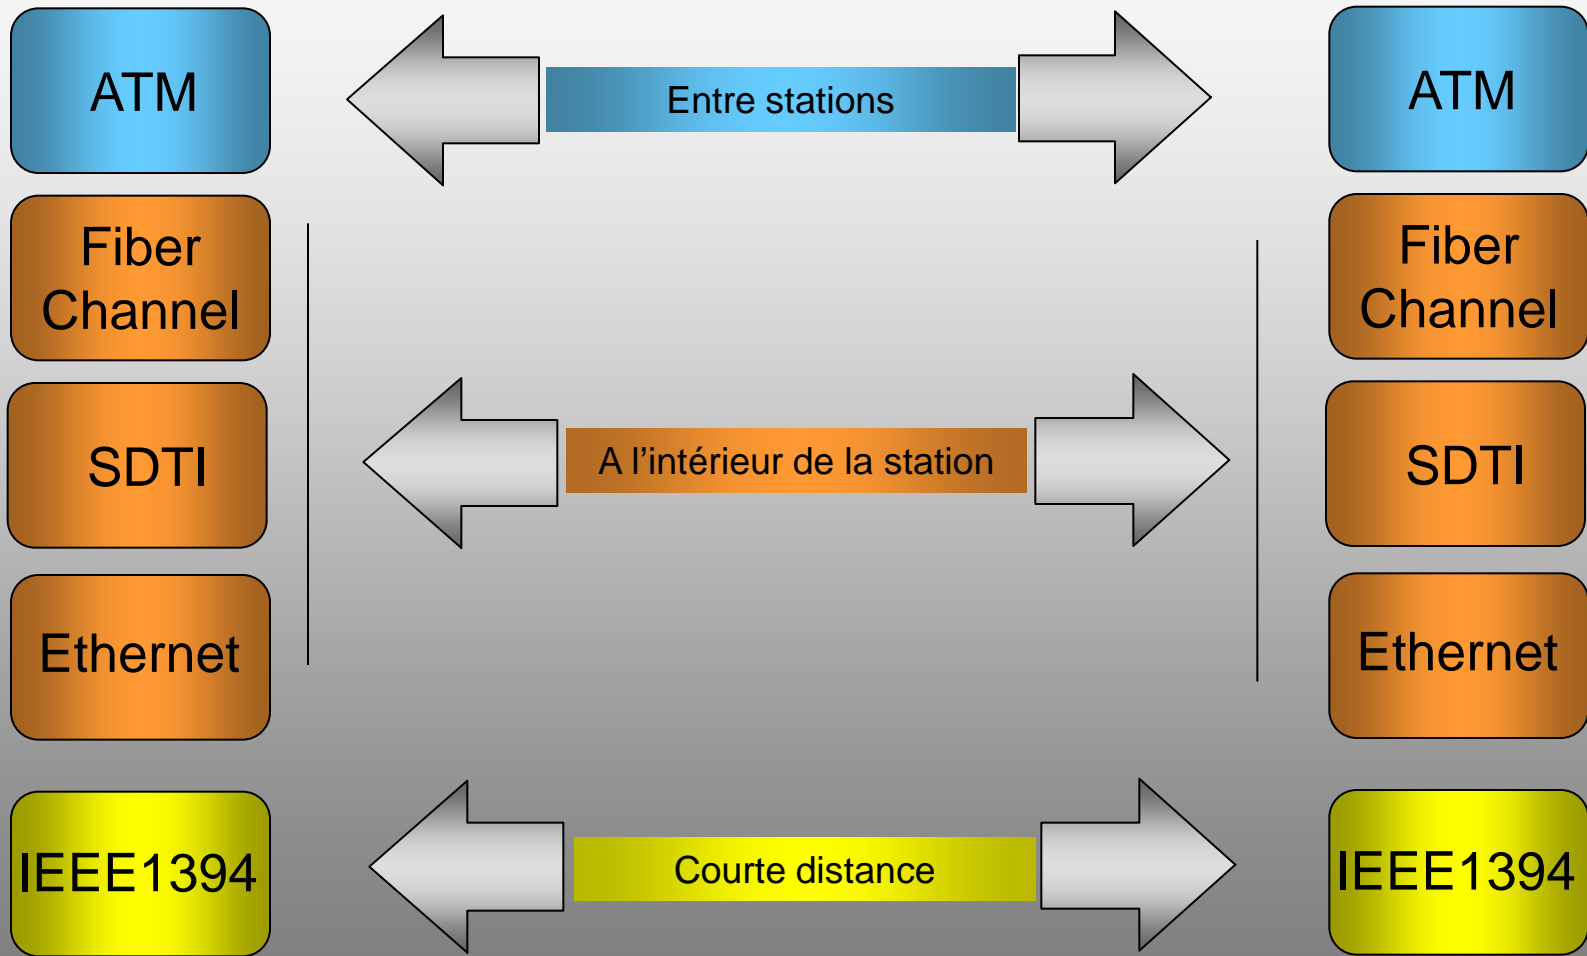 ATM
Entre stations
ATM
Fiber
Channel
Fiber
Channel
SDTI
A l'intérieur de la station
SDTI
Ethernet
Ethernet
IEEE1394
Courte distance
IEEE1394